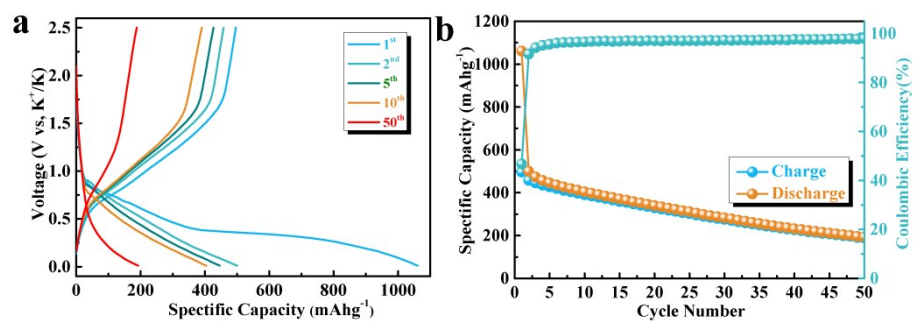 a
2.5
2.0
1.5
1.0
0.5
0.0
Voltage (V vs, K⁺/K)
1ˢᵗ
2ⁿᵈ
5ᵗʰ
10ᵗʰ
50ᵗʰ
0 200 400 600 800 1000
Spectific Capacity (mAhg⁻¹)
b
1200
1000
800
600
400
200
0
Spectific Capacity (mAhg⁻¹)
Charge
Discharge
100
80
60
40
20
0
Coulombic Efficiency(%)
0 5 10 15 20 25 30 35 40 45 50
Cycle Number